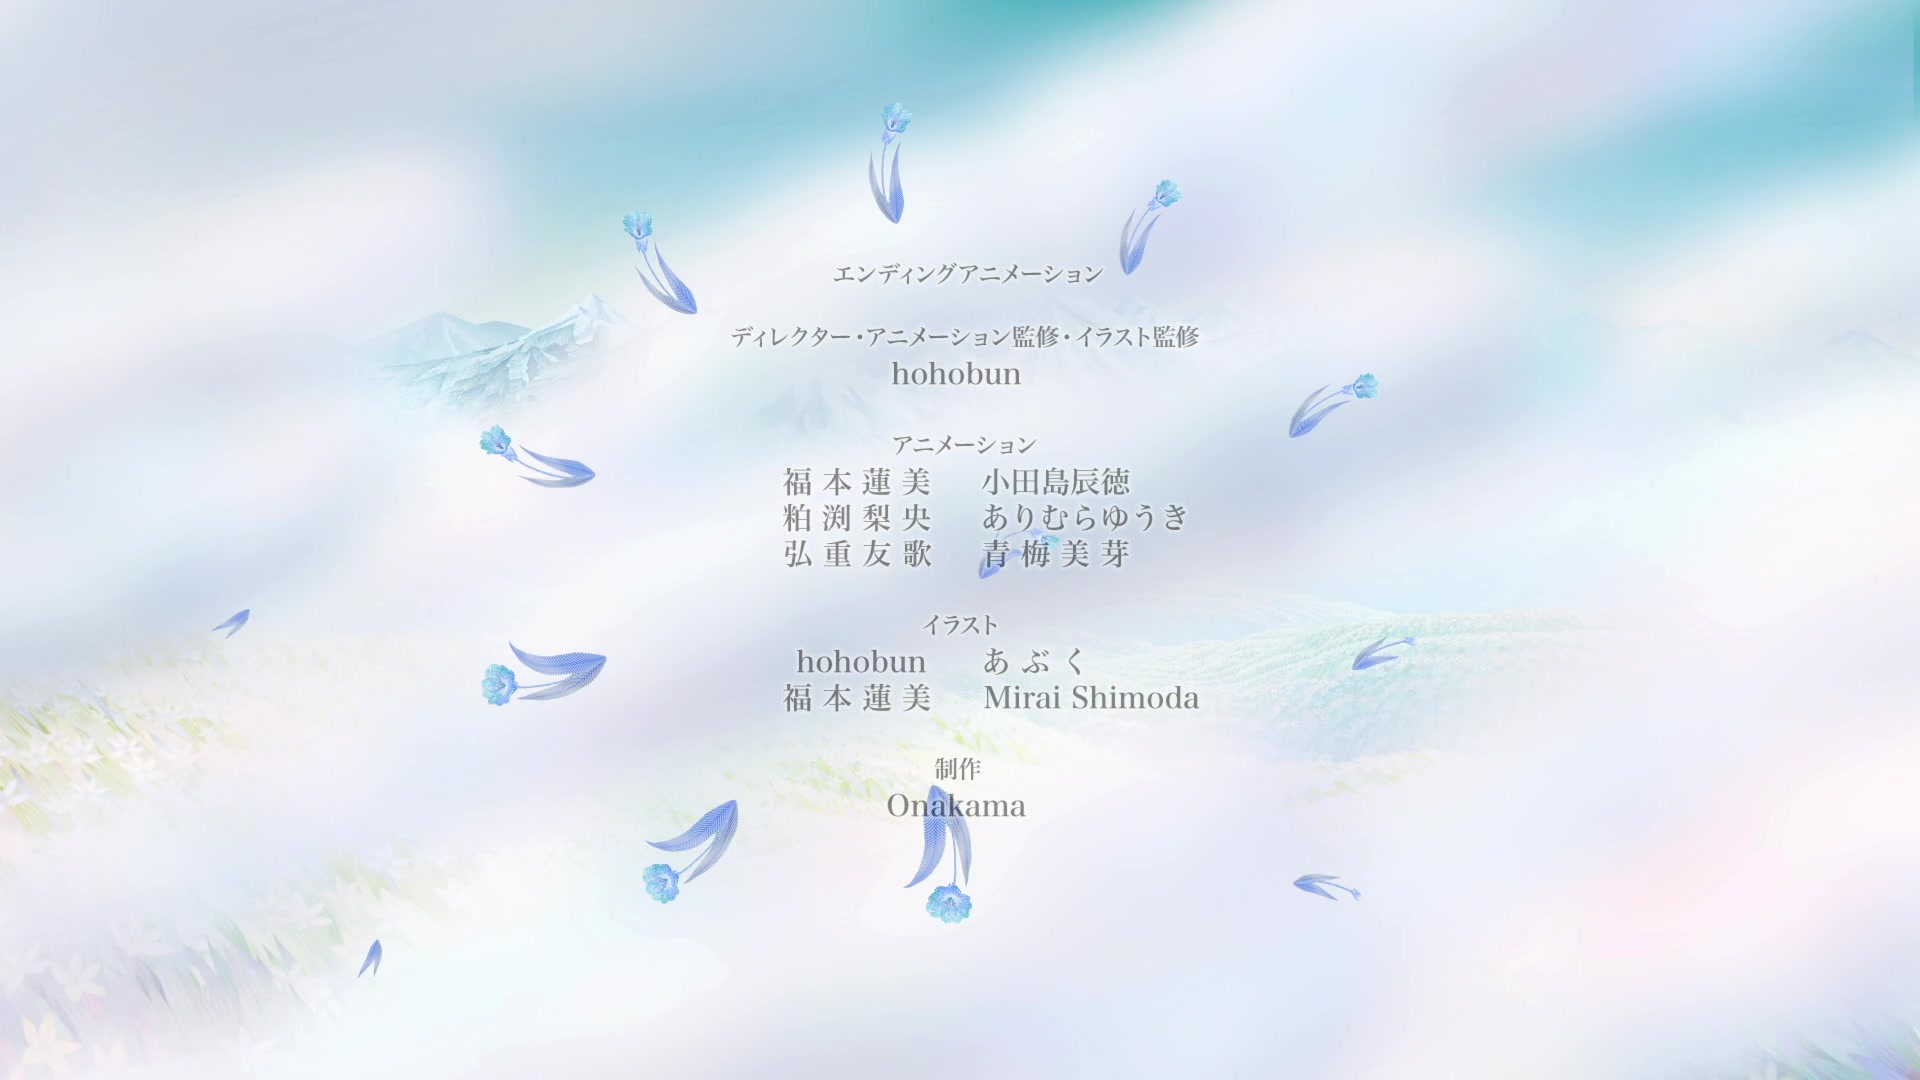 エンディングアニメーション
ディレクター・アニメーション監修・イラスト監修
hohobun
アニメーション
福本蓮美　小田島辰徳
粕渕梨央　ありむらゆうき
弘重友歌　青梅美芽
イラスト
hohobun　あぶく
福本蓮美　Mirai Shimoda
制作
Onakama